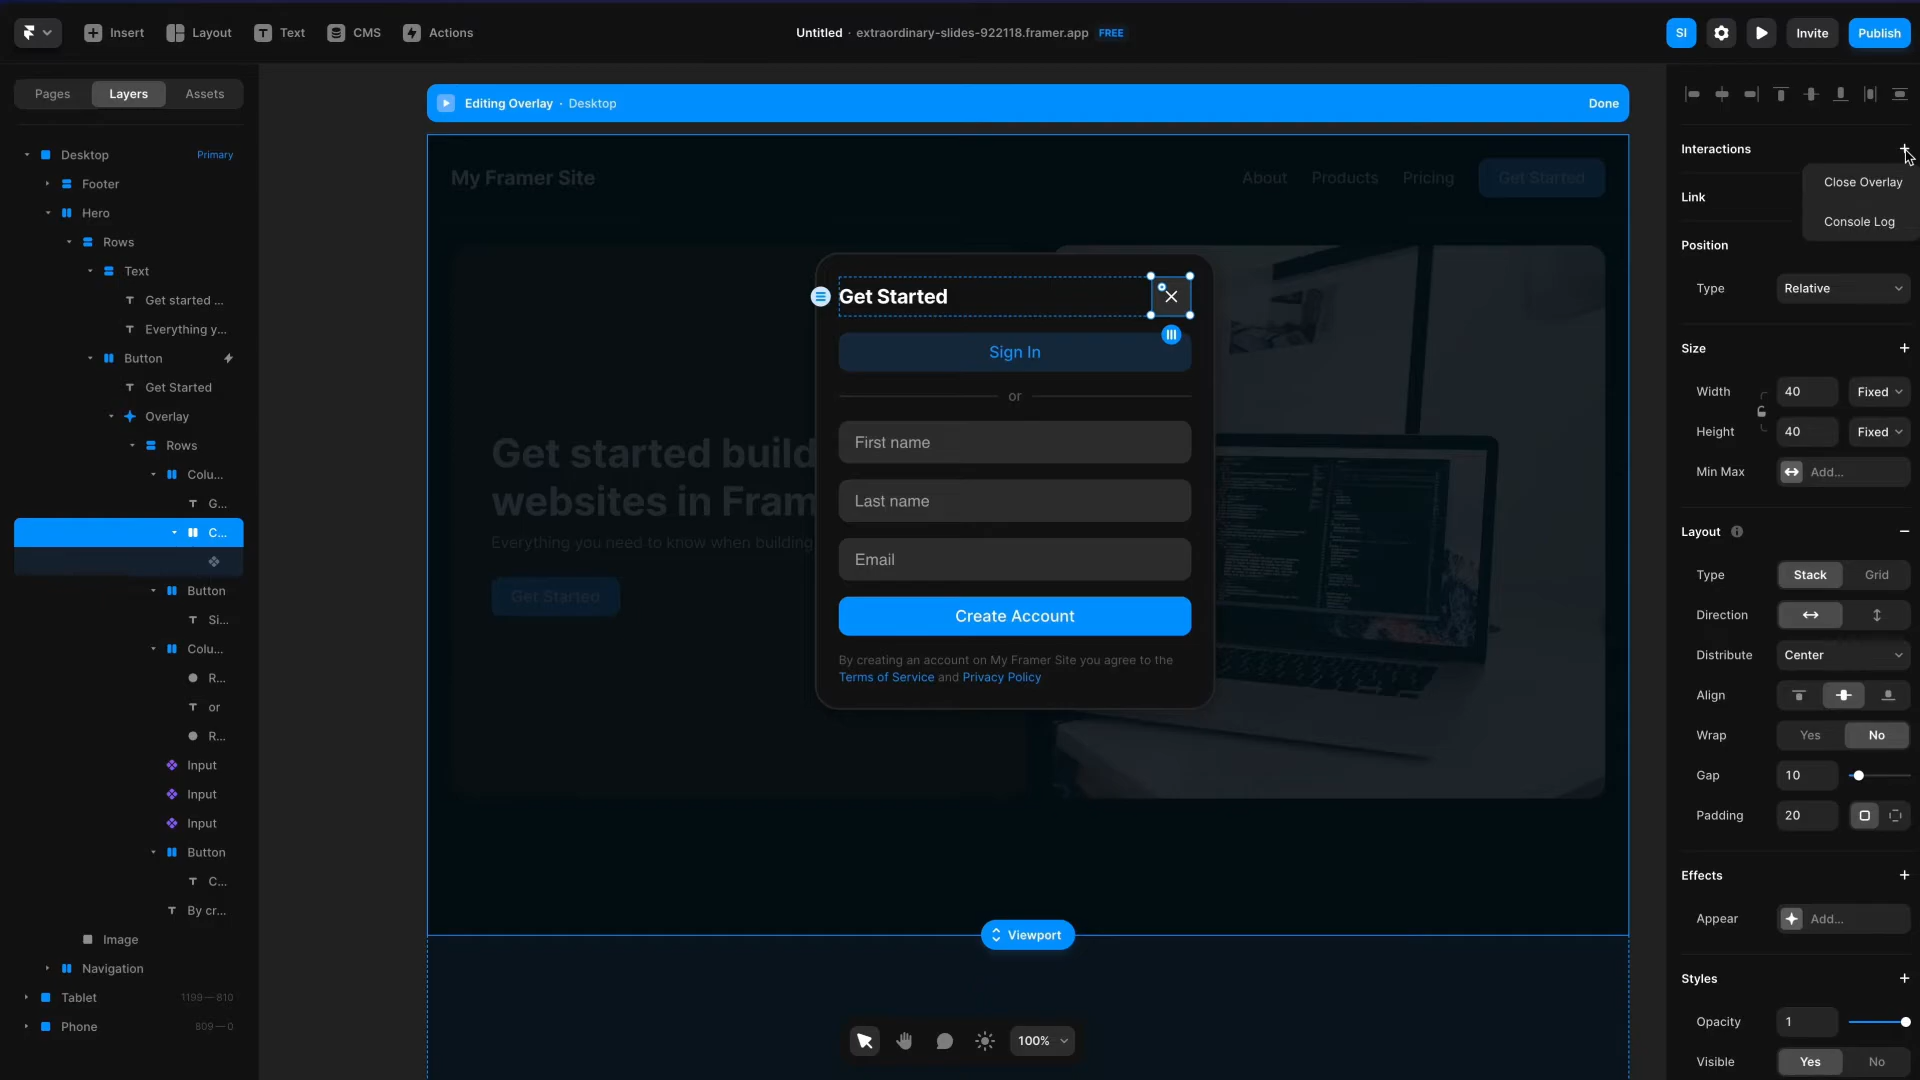 Insert
Layout
Text
CMS
Actions
Untitled · extraordinary-slides-922118.framer.app FREE
SI
Invite
Publish
Pages
Layers
Assets
Desktop
Primary
Footer
Hero
Rows
Text
Get started ...
Everything y...
Button
Get Started
Overlay
Rows
Colu...
G...
C...
Button
Si...
Colu...
R...
or
R...
Input
Input
Input
Button
C...
By cr...
Image
Navigation
Tablet
1199 — 810
Phone
809 — 0
Editing Overlay · Desktop
Done
My Framer Site
About
Products
Pricing
Get Started
Get started build
websites in Fram
Everything you need to know when building
Get Started
Get Started
Sign In
or
First name
Last name
Email
Create Account
By creating an account on My Framer Site you agree to the
Terms of Service and Privacy Policy
Viewport
100%
Interactions
Close Overlay
Console Log
Link
Position
Type
Relative
Size
Width
40
Fixed
Height
40
Fixed
Min Max
Add...
Layout
Type
Stack
Grid
Direction
Distribute
Center
Align
Wrap
Yes
No
Gap
10
Padding
20
Effects
Appear
Add...
Styles
Opacity
1
Visible
Yes
No